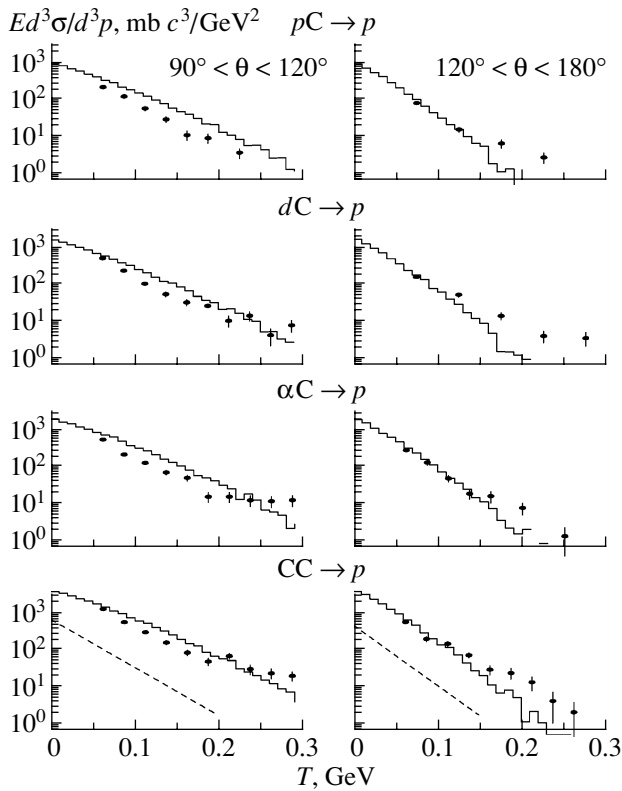 Ed³σ/d³p, mb c³/GeV² pC → p
90° < θ < 120° 120° < θ < 180°
10³
10²
10¹
10⁰
dC → p
10³
10²
10¹
10⁰
αC → p
10³
10²
10¹
10⁰
CC → p
10³
10²
10¹
10⁰
0 0.1 0.2 0.3 0 0.1 0.2 0.3
T, GeV